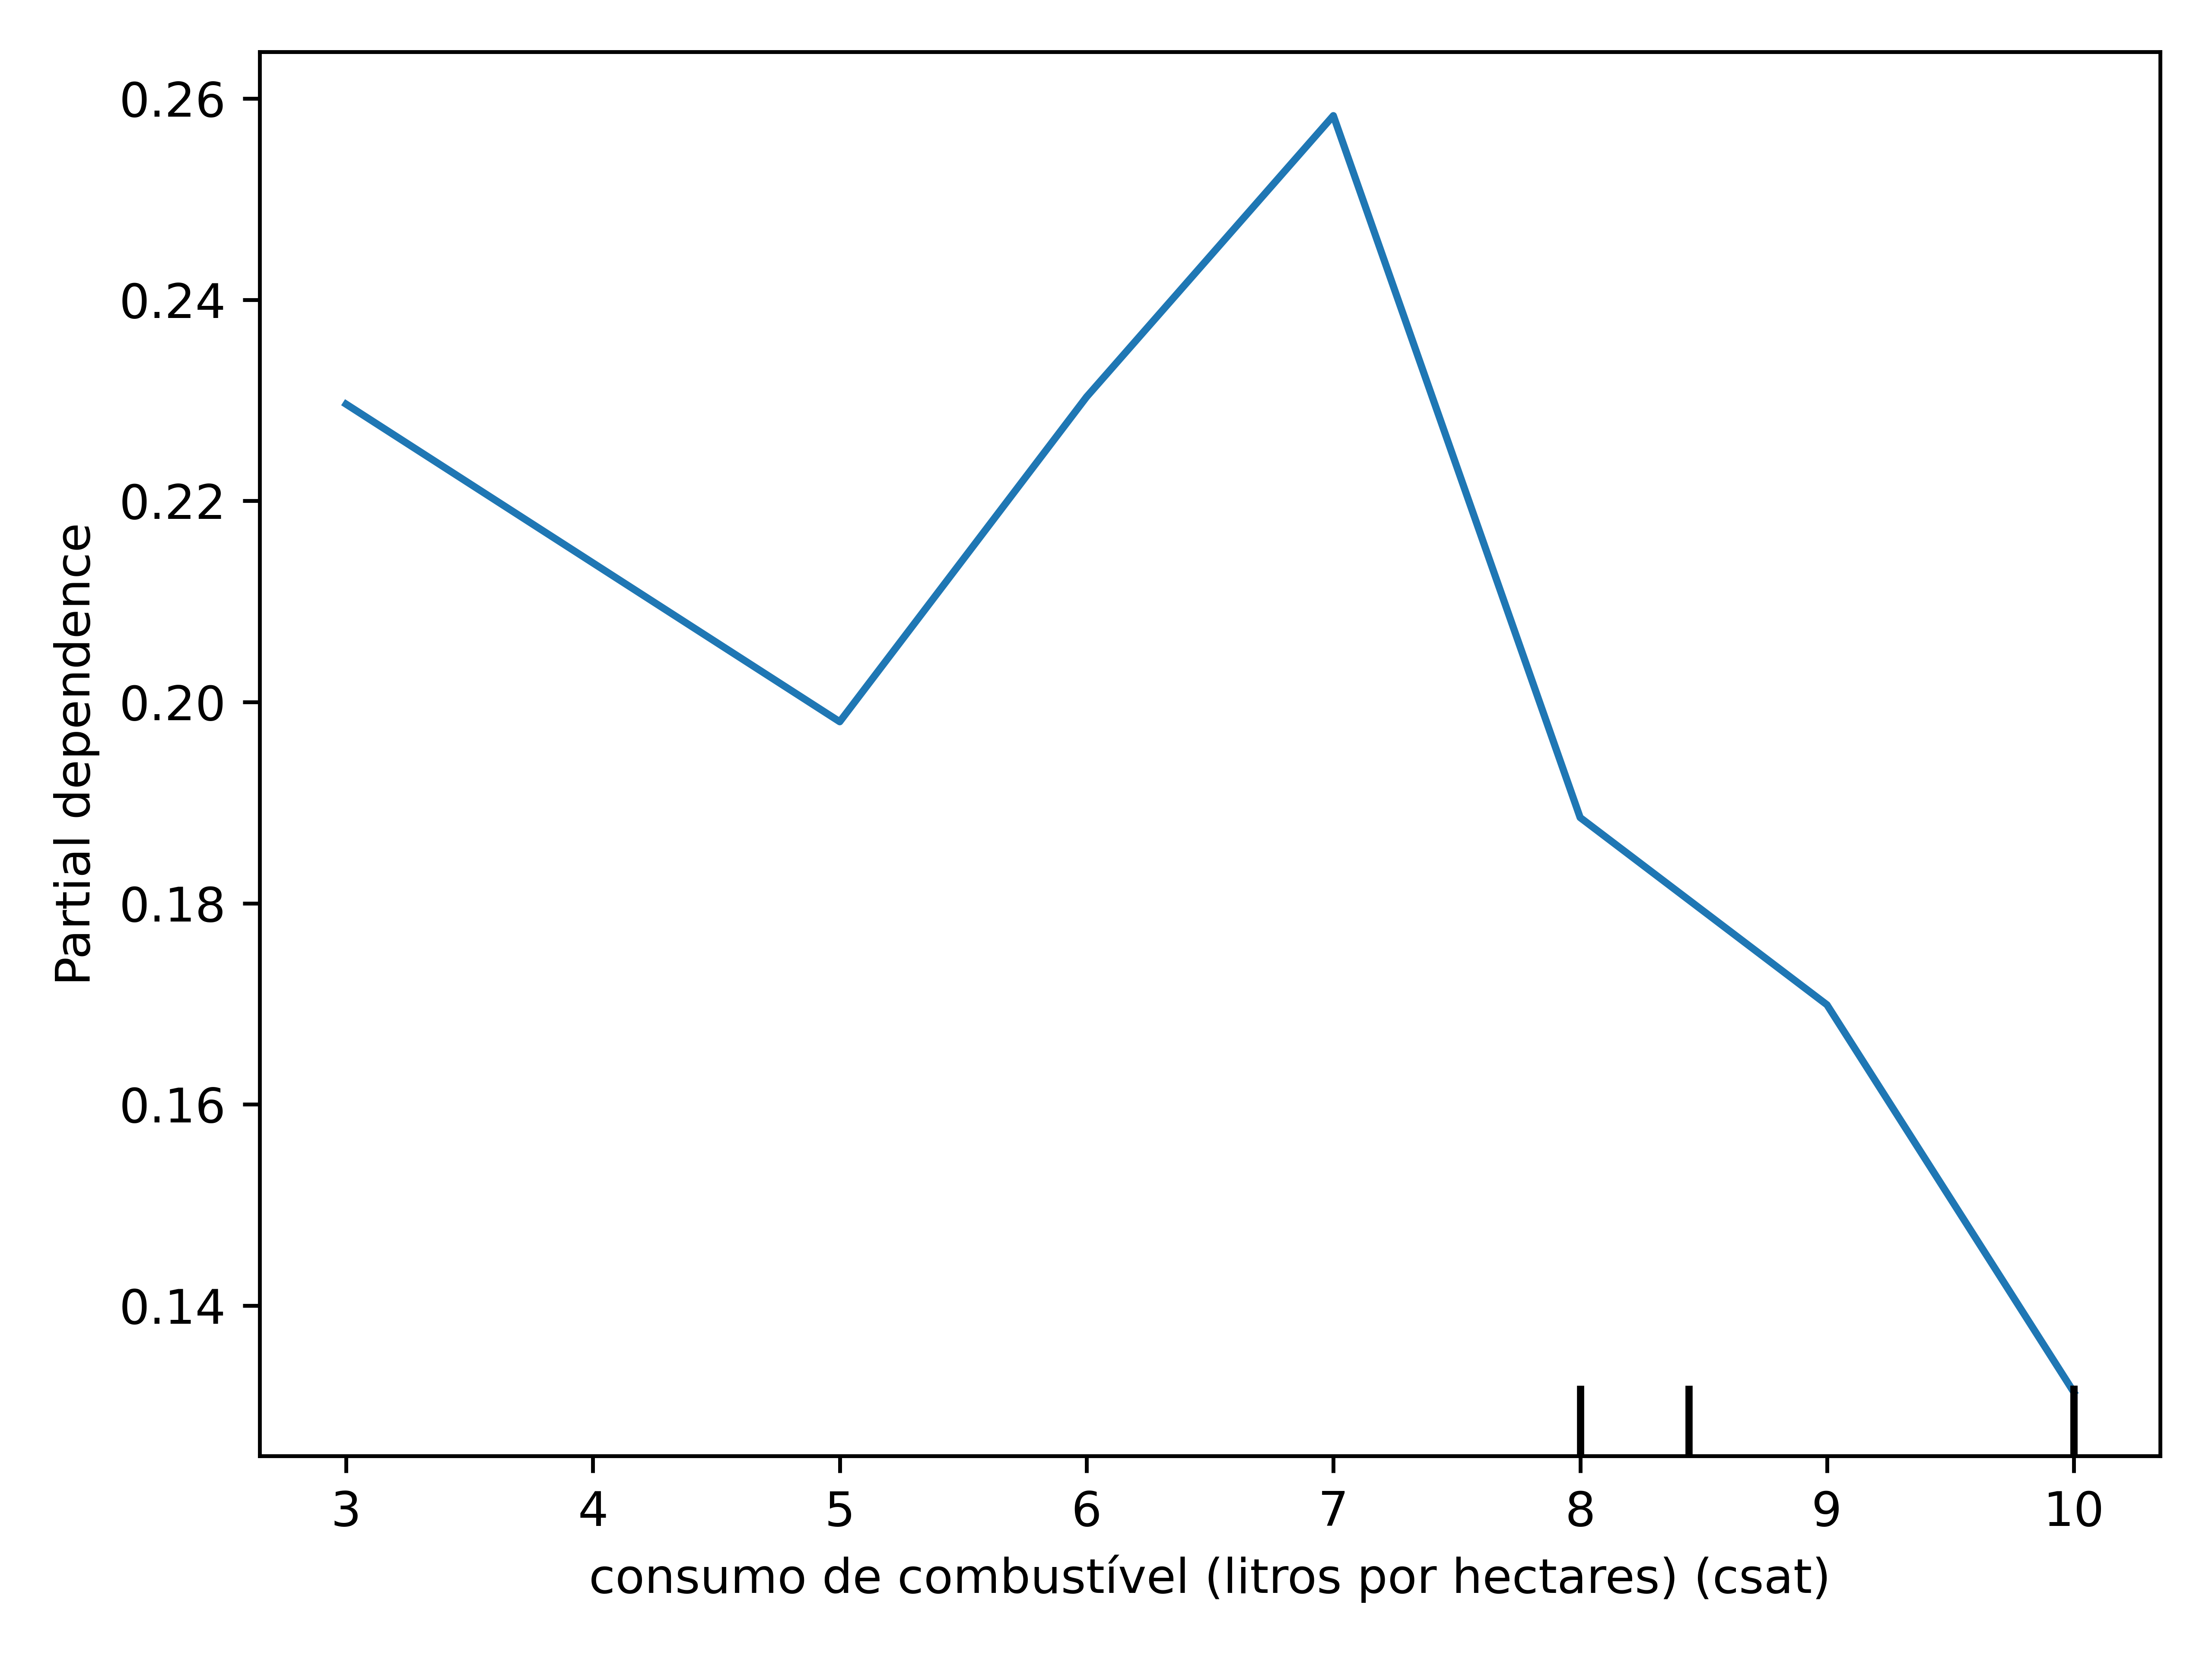 0.26
0.24
0.22
0.20
0.18
0.16
0.14
Partial dependence
3 4 5 6 7 8 9 10
consumo de combustível (litros por hectares) (csat)